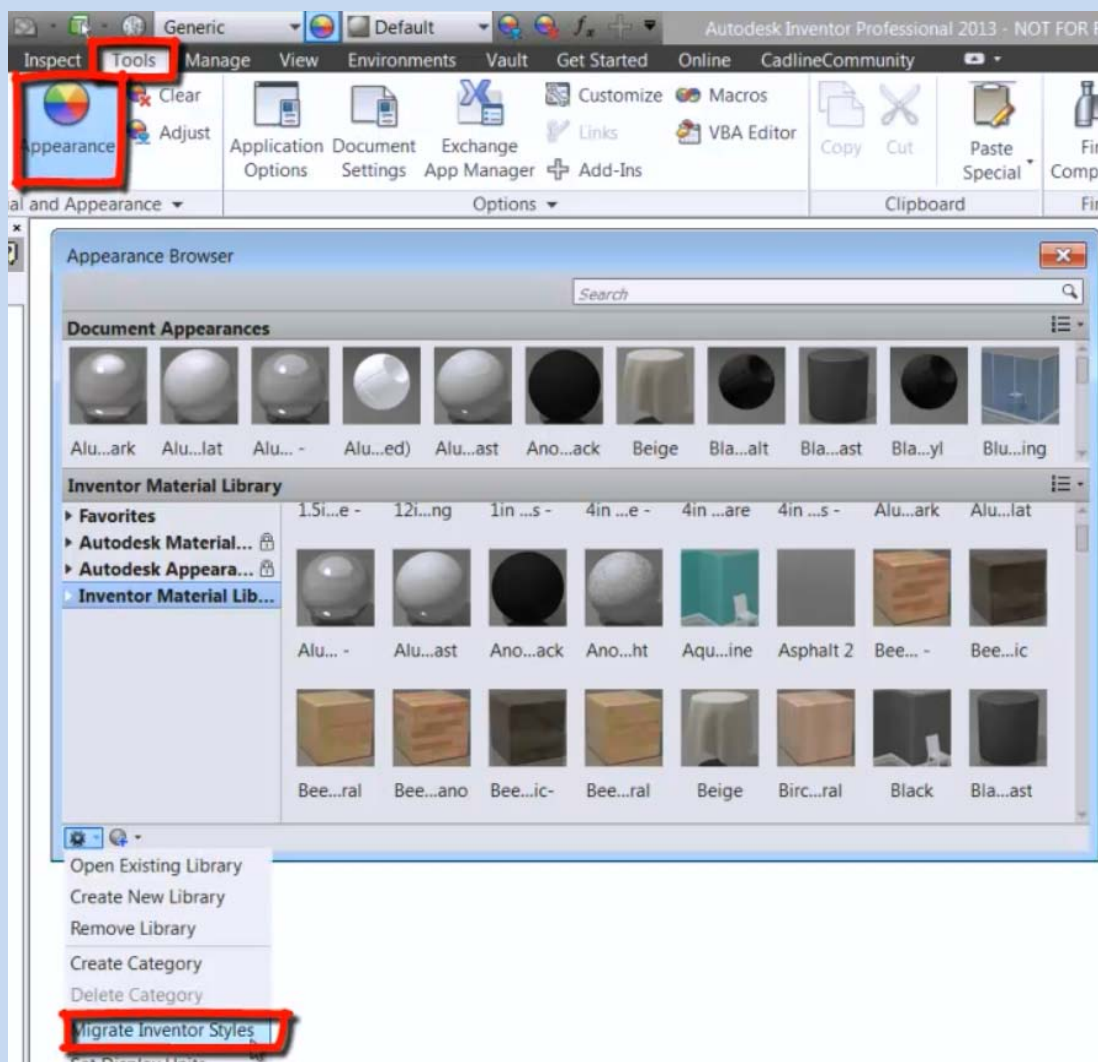 Generic Default fx Autodesk Inventor Professional 2013 - NOT FOR
Inspect Tools Manage View Environments Vault Get Started Online CadlineCommunity
Appearance
Clear
Adjust
Application Options
Document Settings
Exchange App Manager
Customize
Links
Add-Ins
Macros
VBA Editor
Copy
Cut
Paste Special
and Appearance Options Clipboard
Appearance Browser
Search
Document Appearances
Alu...ark Alu...lat Alu... - Alu...ed) Alu...ast Ano...ack Beige Bla...alt Bla...ast Bla...yl Blu...ing
Inventor Material Library
Favorites
Autodesk Material...
Autodesk Appeara...
Inventor Material Lib...
1.5i...e - 12i...ng 1in ...s - 4in ...e - 4in ...are 4in ...s - Alu...ark Alu...lat
Alu... - Alu...ast Ano...ack Ano...ht Aqu...ine Asphalt 2 Bee... - Bee...ic
Bee...ral Bee...ano Bee...ic- Bee...ral Beige Birc...ral Black Bla...ast
Open Existing Library
Create New Library
Remove Library
Create Category
Delete Category
Migrate Inventor Styles
Set Display Units